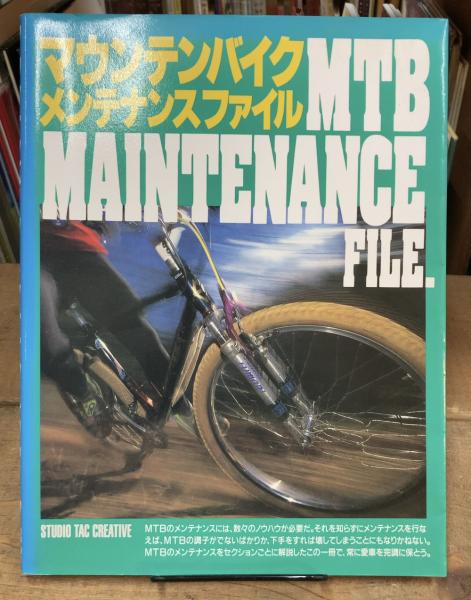 マウンテンバイク
メンテナンスファイル MTB
MAINTENANCE
FILE.
STUDIO TAC CREATIVE
MTBのメンテナンスには、数々のノウハウが必要だ。それを知らずにメンテナンスを行な
えば、MTBの調子がでないばかりか、下手をすれば壊してしまうことにもなりかねない。
MTBのメンテナンスをセクションごとに解説したこの一冊で、常に愛車を完調に保とう。